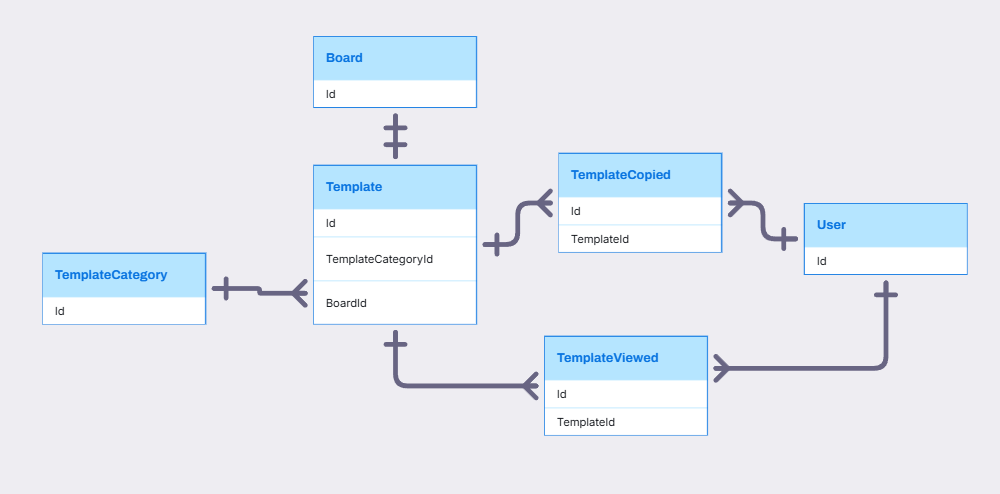 Board
Id
Template
Id
TemplateCategoryId
BoardId
TemplateCategory
Id
TemplateCopied
Id
TemplateId
User
Id
TemplateViewed
Id
TemplateId